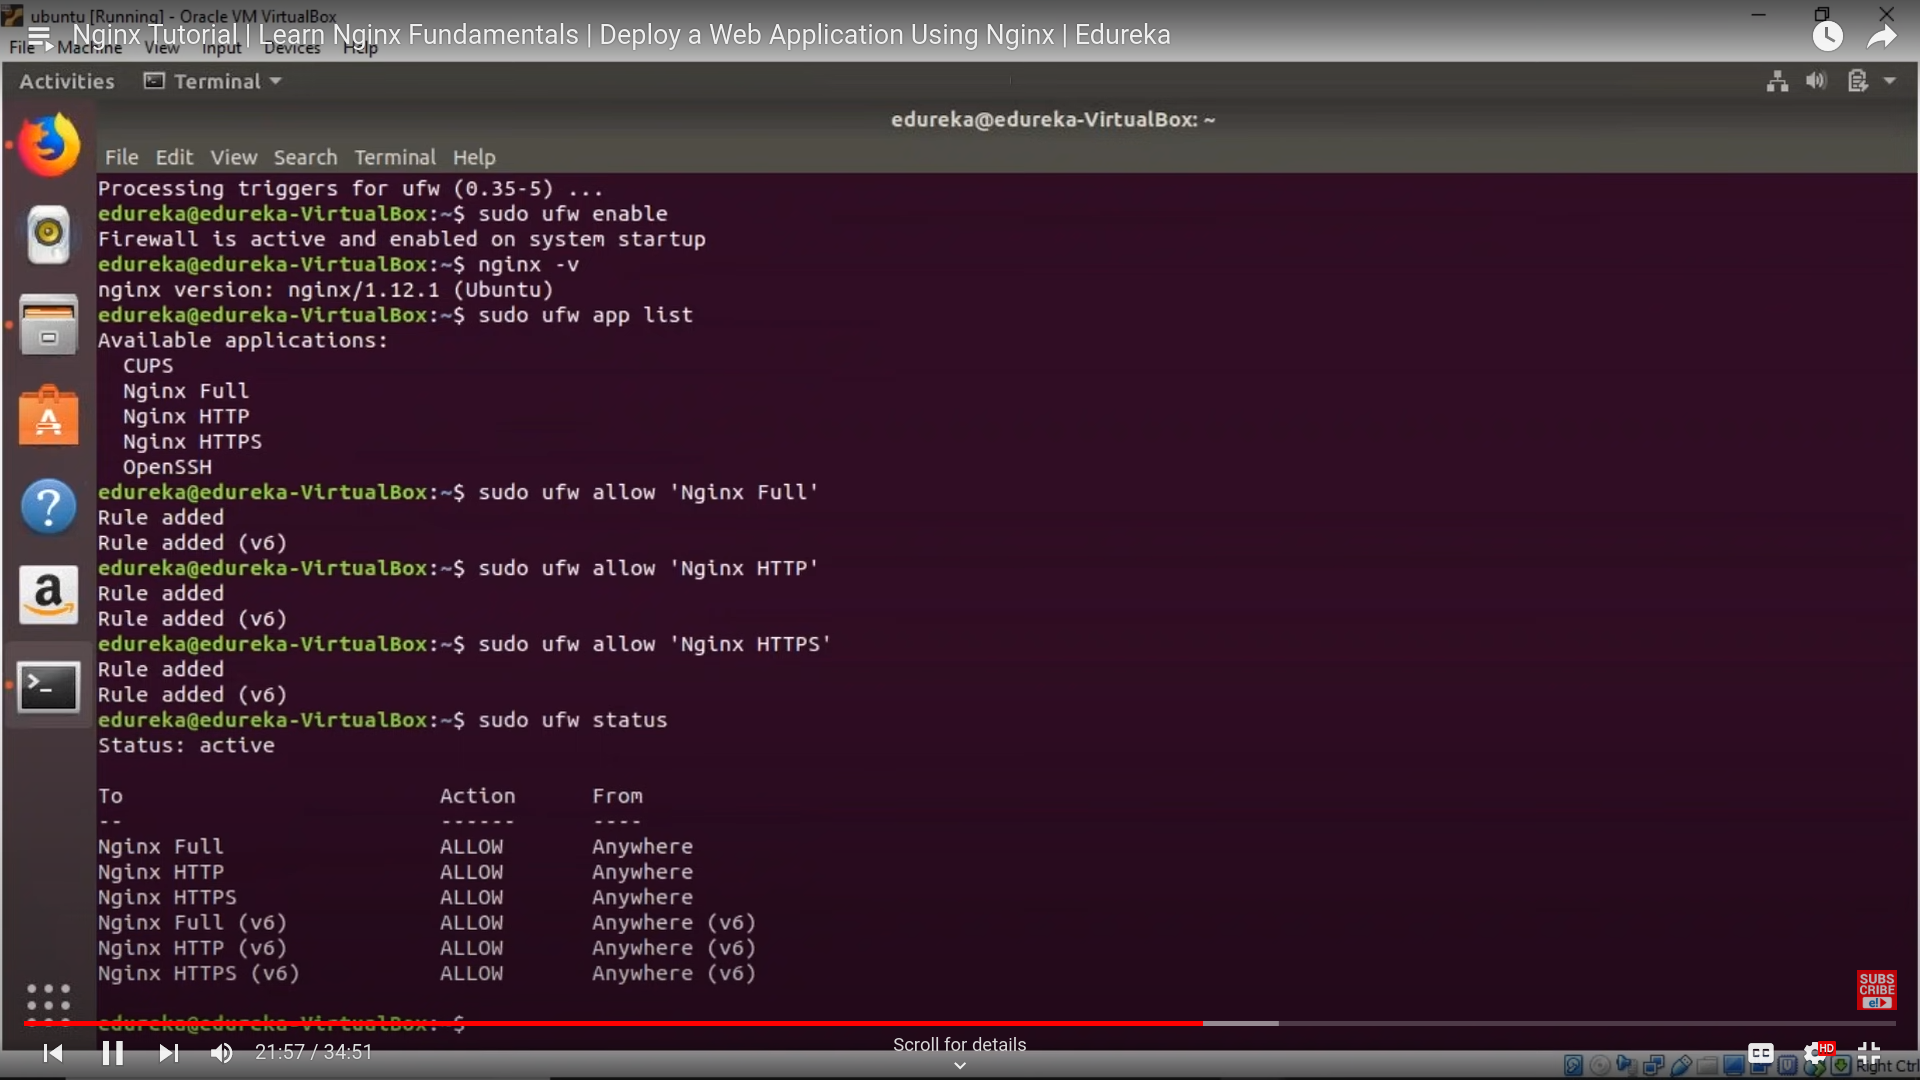 ubuntu [Running] - Oracle VM VirtualBox
Nginx Tutorial | Learn Nginx Fundamentals | Deploy a Web Application Using Nginx | Edureka
File Machine View Input Devices Help
Activities Terminal
edureka@edureka-VirtualBox: ~
File Edit View Search Terminal Help
Processing triggers for ufw (0.35-5) ...
edureka@edureka-VirtualBox:~$ sudo ufw enable
Firewall is active and enabled on system startup
edureka@edureka-VirtualBox:~$ nginx -v
nginx version: nginx/1.12.1 (Ubuntu)
edureka@edureka-VirtualBox:~$ sudo ufw app list
Available applications:
  CUPS
  Nginx Full
  Nginx HTTP
  Nginx HTTPS
  OpenSSH
edureka@edureka-VirtualBox:~$ sudo ufw allow 'Nginx Full'
Rule added
Rule added (v6)
edureka@edureka-VirtualBox:~$ sudo ufw allow 'Nginx HTTP'
Rule added
Rule added (v6)
edureka@edureka-VirtualBox:~$ sudo ufw allow 'Nginx HTTPS'
Rule added
Rule added (v6)
edureka@edureka-VirtualBox:~$ sudo ufw status
Status: active
To Action From
-- ------ ----
Nginx Full ALLOW Anywhere
Nginx HTTP ALLOW Anywhere
Nginx HTTPS ALLOW Anywhere
Nginx Full (v6) ALLOW Anywhere (v6)
Nginx HTTP (v6) ALLOW Anywhere (v6)
Nginx HTTPS (v6) ALLOW Anywhere (v6)
SUBS
CRIBE
e!
edureka@edureka-VirtualBox:~$
21:57 / 34:51
Scroll for details
CC
HD
Right Ctrl